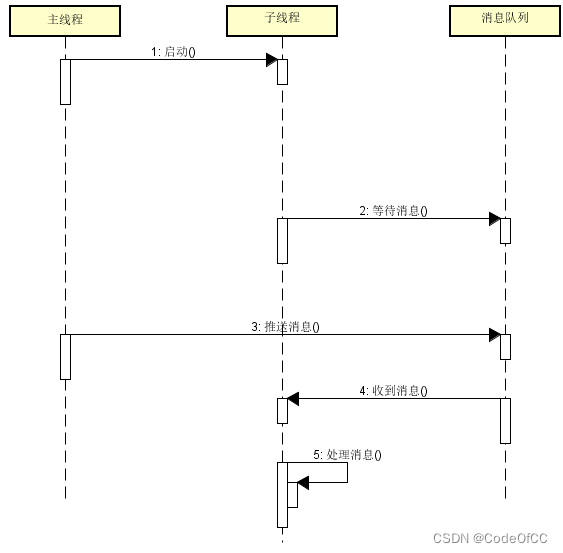 主线程
子线程
消息队列
1: 启动()
2: 等待消息()
3: 推送消息()
4: 收到消息()
5: 处理消息()
CSDN @CodeOfCC